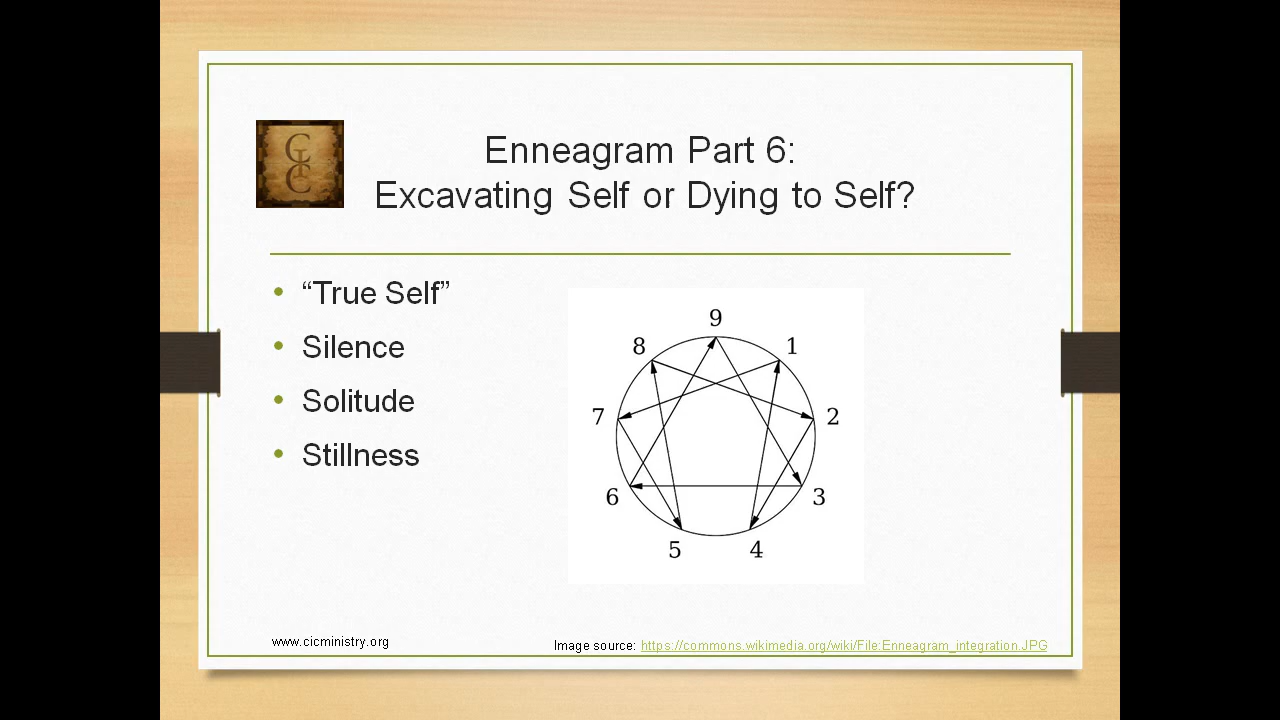 CIC
Enneagram Part 6:
Excavating Self or Dying to Self?
• “True Self”
• Silence
• Solitude
• Stillness
9
8
1
7
2
6
3
5
4
www.cicministry.org
Image source: https://commons.wikimedia.org/wiki/File:Enneagram_integration.JPG